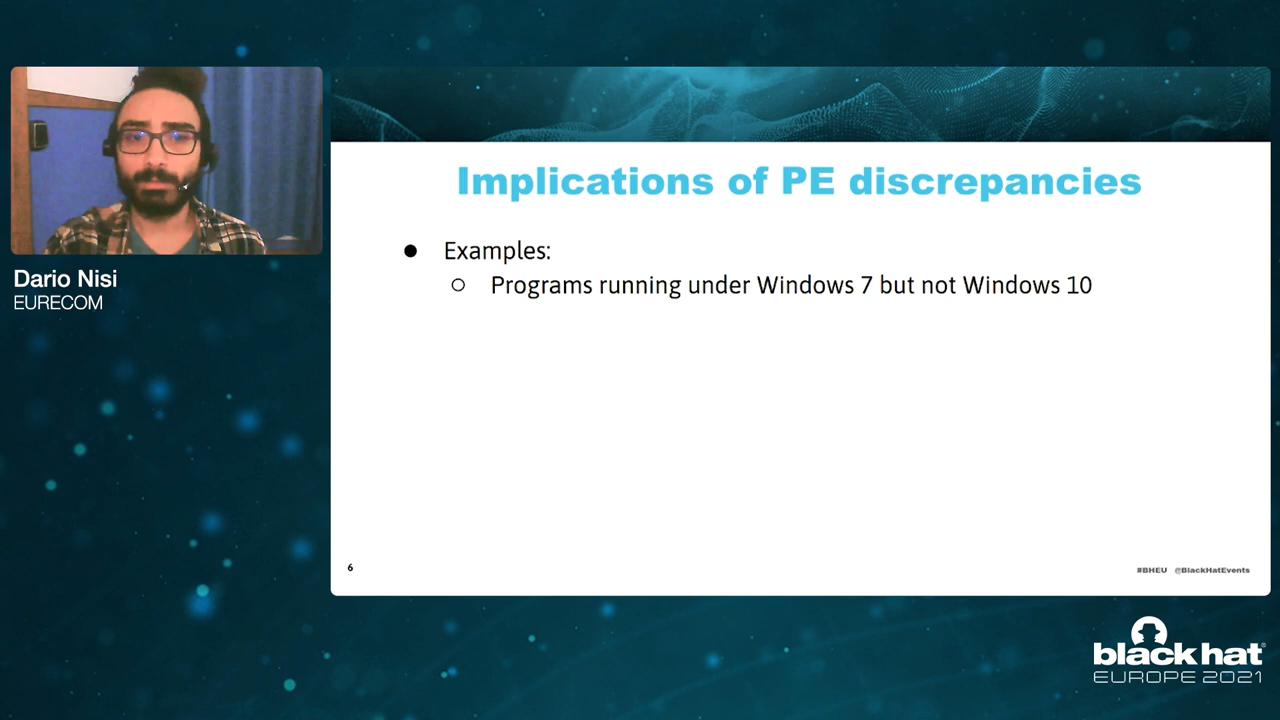 Dario Nisi
EURECOM
Implications of PE discrepancies
● Examples:
○ Programs running under Windows 7 but not Windows 10
6
#BHEU @BlackHatEvents
black hat
EUROPE 2021